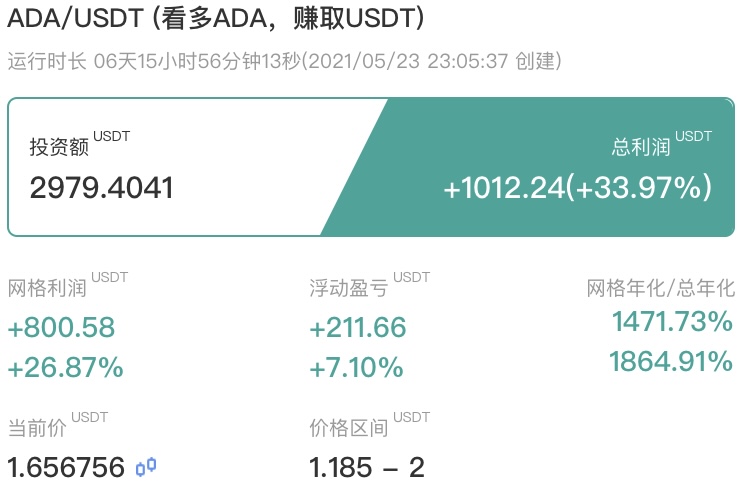 ADA/USDT (看多ADA，赚取USDT)
运行时长 06天15小时56分钟13秒(2021/05/23 23:05:37 创建)
投资额 USDT
总利润 USDT
2979.4041
+1012.24(+33.97%)
网格利润 USDT
浮动盈亏 USDT
网格年化/总年化
+800.58
+211.66
1471.73%
+26.87%
+7.10%
1864.91%
当前价 USDT
价格区间 USDT
1.656756
1.185 – 2